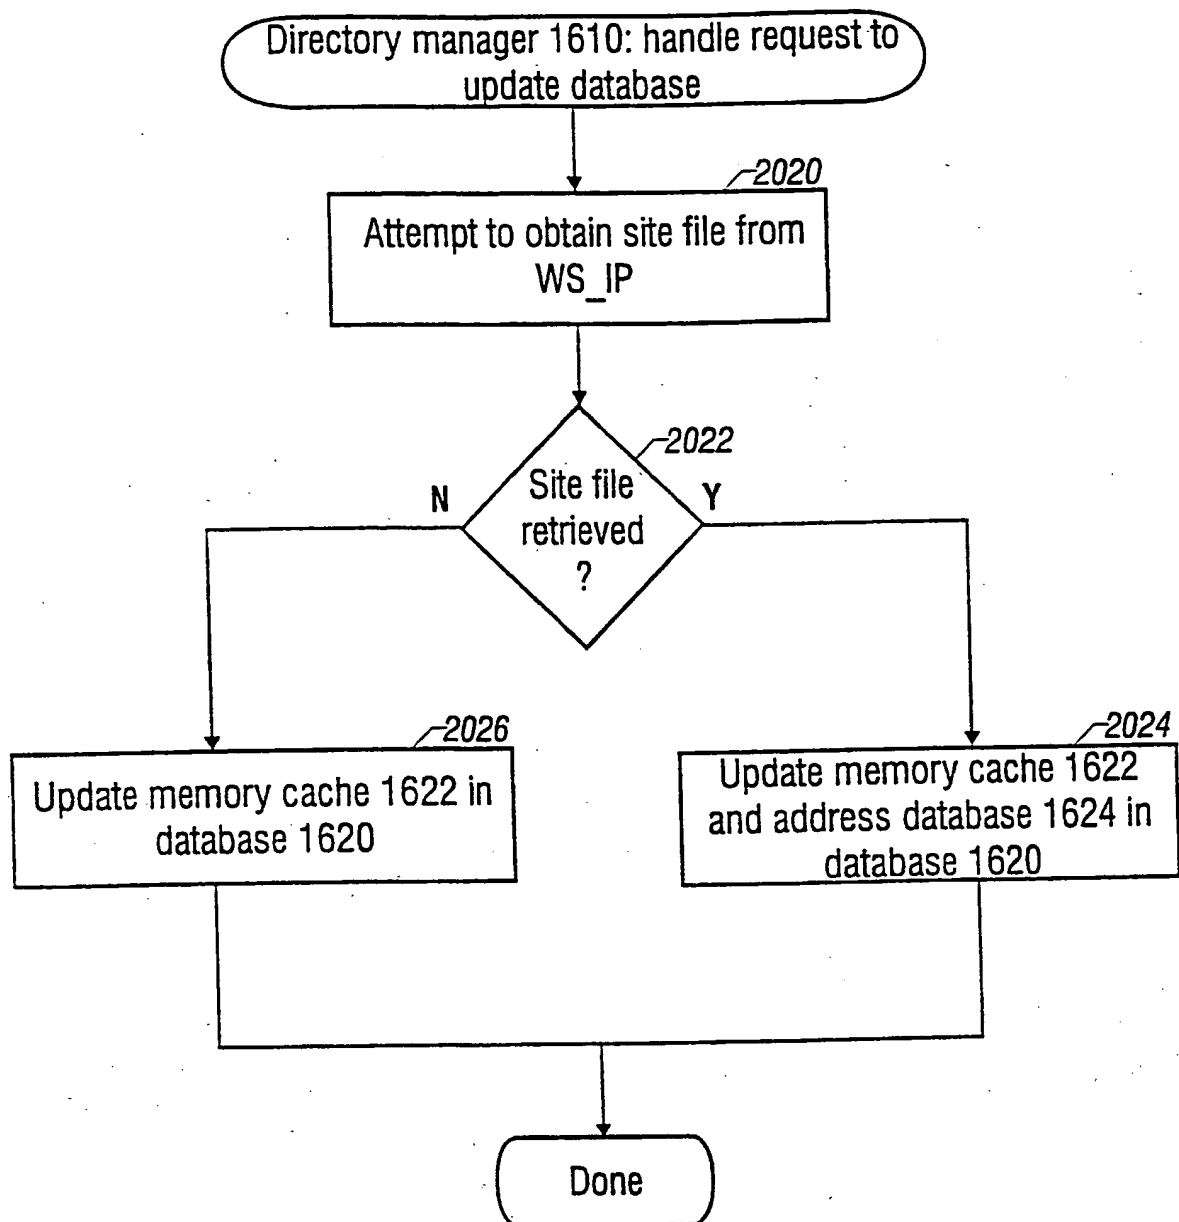 Directory manager 1610: handle request to
update database
2020
Attempt to obtain site file from
WS_IP
2022
Site file
retrieved
?
N
Y
2026
Update memory cache 1622 in
database 1620
2024
Update memory cache 1622
and address database 1624 in
database 1620
Done